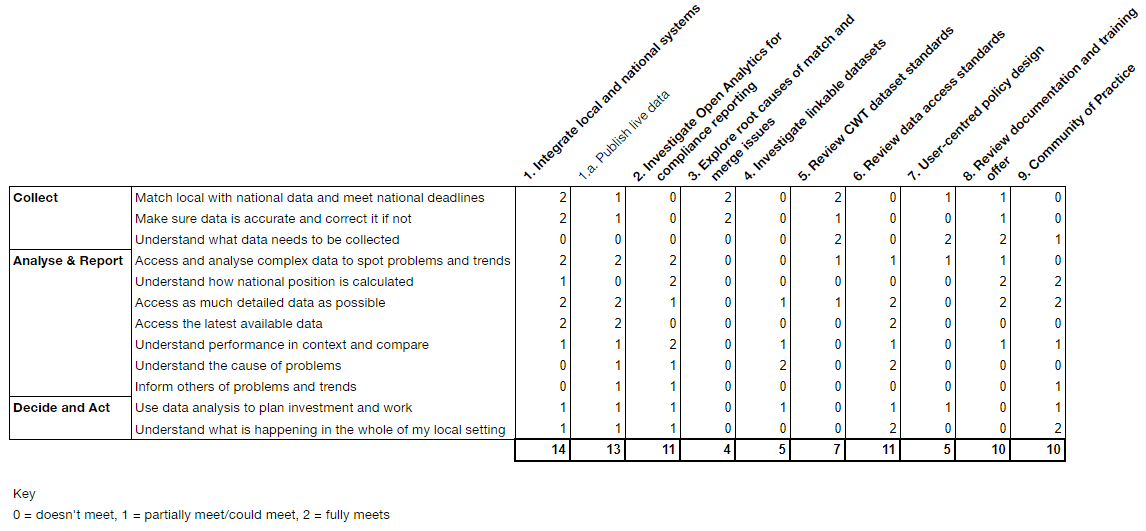 1. Integrate local and national systems
1.a. Publish live data
2. Investigate Open Analytics for
compliance reporting
3. Explore root causes of match and
merge issues
4. Investigate linkable datasets
5. Review CWT dataset standards
6. Review data access standards
7. User-centred policy design
8. Review documentation and training
offer
9. Community of Practice
Collect Match local with national data and meet national deadlines 2 1 0 2 0 2 0 1 1 0
Make sure data is accurate and correct it if not 2 1 0 2 0 1 0 0 1 0
Understand what data needs to be collected 0 0 0 0 0 2 0 2 2 1
Analyse & Report Access and analyse complex data to spot problems and trends 2 2 2 0 0 1 1 1 1 0
Understand how national position is calculated 1 0 2 0 0 0 0 0 2 2
Access as much detailed data as possible 2 2 1 0 1 1 2 0 2 2
Access the latest available data 2 2 0 0 0 0 2 0 0 0
Understand performance in context and compare 1 1 2 0 1 0 1 0 1 1
Understand the cause of problems 0 1 1 0 2 0 2 0 0 0
Inform others of problems and trends 0 1 1 0 0 0 0 0 0 1
Decide and Act Use data analysis to plan investment and work 1 1 1 0 1 0 1 1 0 1
Understand what is happening in the whole of my local setting 1 1 1 0 0 0 2 0 0 2
14 13 11 4 5 7 11 5 10 10
Key
0 = doesn't meet, 1 = partially meet/could meet, 2 = fully meets